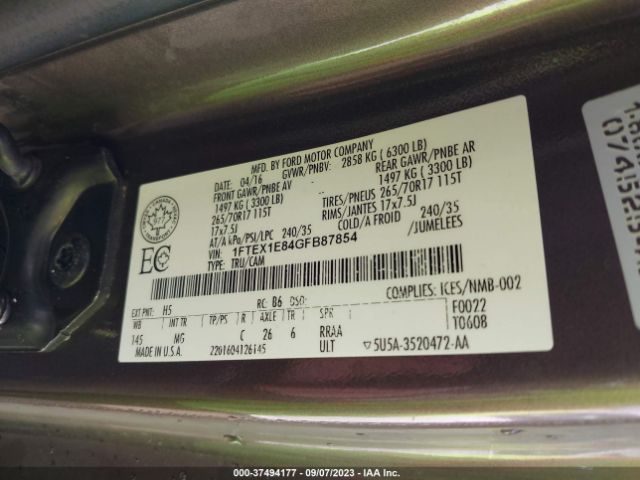 MFD. BY FORD MOTOR COMPANY
DATE: 04/16 GVWR/PNBV: 2858 KG ( 6300 LB)
FRONT GAWR/PNBE AV REAR GAWR/PNBE AR
1497 KG ( 3300 LB) 1497 KG ( 3300 LB)
265/70R17 115T TIRES/PNEUS 265/70R17 115T
17x7.5J RIMS/JANTES 17x7.5J
AT/A kPa/PSI/LPC 240/35 COLD/A FROID 240/35
VIN: 1FTEX1E84GFB87854 /JUMELEES
TYPE: TRU/CAM
EC
EXT PNT: H5 RC: B6 DSO: COMPLIES: ICES/NMB-002
WB INT TR TP/PS R AXLE TR SPR F0022
145 MG C 26 6 RRAA T0608
MADE IN U.S.A. 2201604126145 ULT 5U5A-3520472-AA
000-37494177 - 09/07/2023 - IAA Inc.